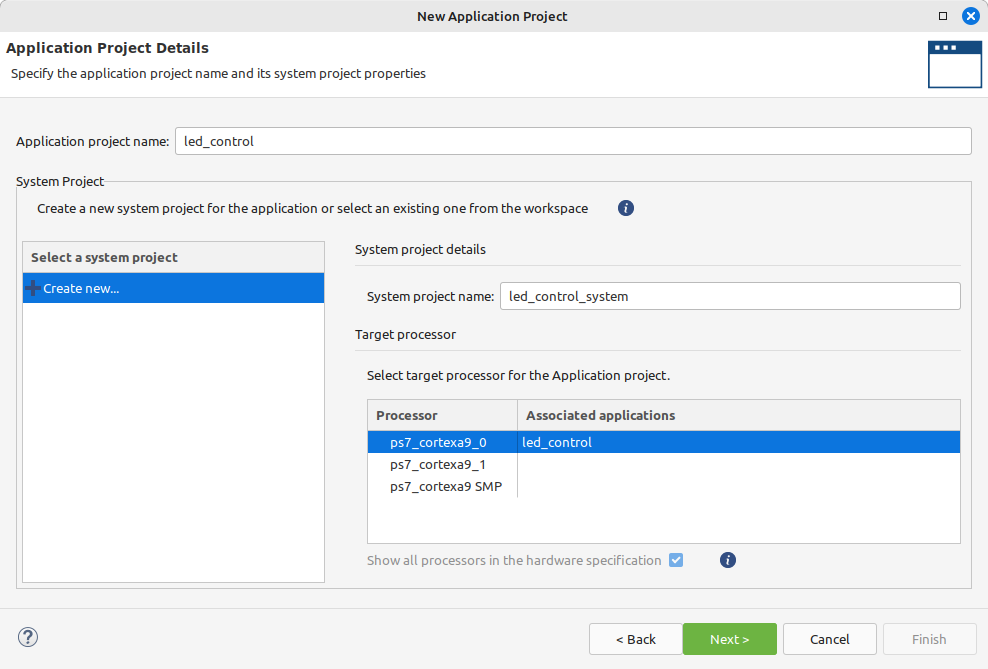 New Application Project
Application Project Details
Specify the application project name and its system project properties
Application project name: led_control
System Project
Create a new system project for the application or select an existing one from the workspace i
Select a system project
Create new...
System project details
System project name: led_control_system
Target processor
Select target processor for the Application project.
Processor Associated applications
ps7_cortexa9_0 led_control
ps7_cortexa9_1
ps7_cortexa9 SMP
Show all processors in the hardware specification i
? < Back Next > Cancel Finish